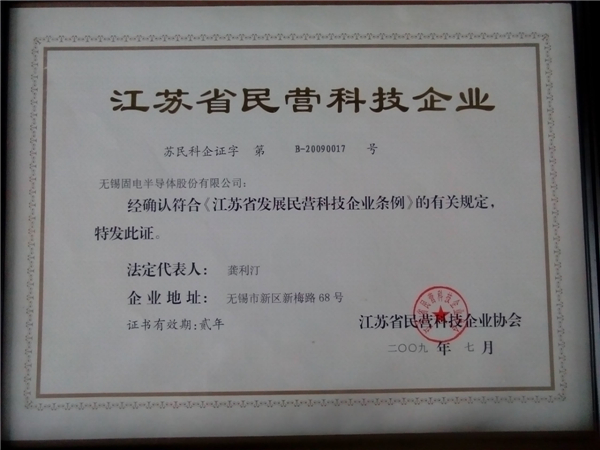 江苏省民营科技企业
苏民科企证字 第 B-20090017 号
无锡固电半导体股份有限公司:
经确认符合《江苏省发展民营科技企业条例》的有关规定,
特发此证。
法定代表人: 龚利汀
企业地址: 无锡市新区新梅路68号
证书有效期:贰年
江苏省民营科技企业协会
二〇〇九 年 七 月